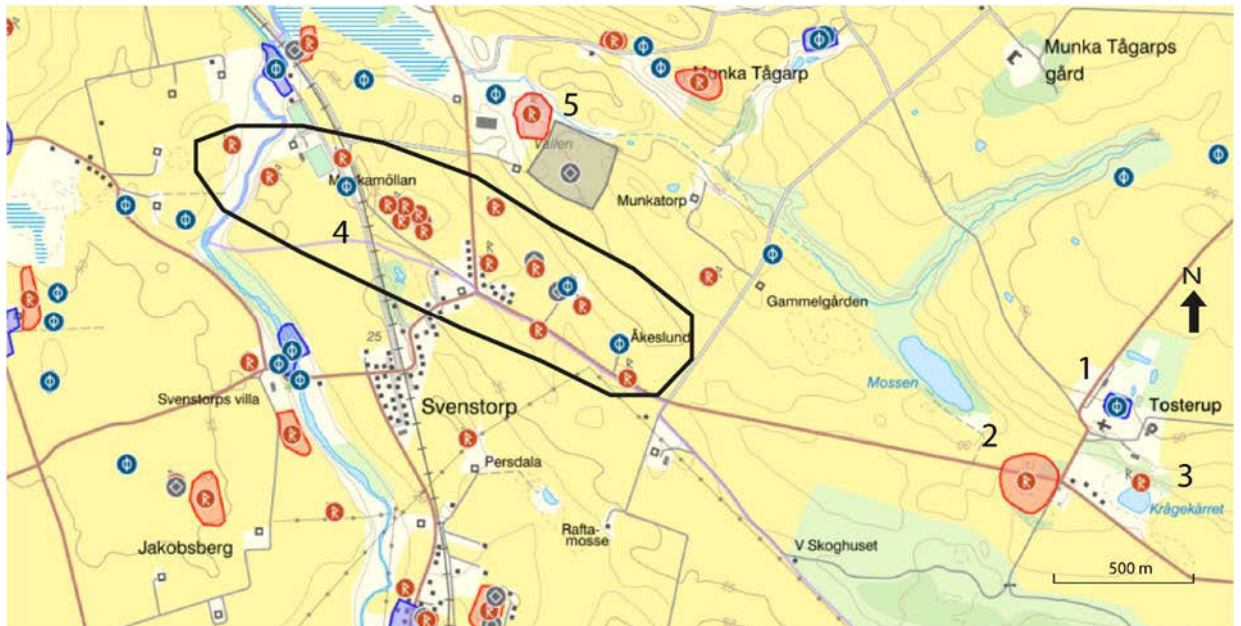 Munka Tågarp
Munka Tågarps
gård
5
Vallen
Munkamöllan
Munkatorp
4
Gammelgården
N
25
Åkeslund
1
Mossen
Tosterup
Svenstorps villa
Svenstorp
2
3
Persdala
Krågekärret
Jakobsberg
Rafta-
mosse
V Skoghuset
500 m